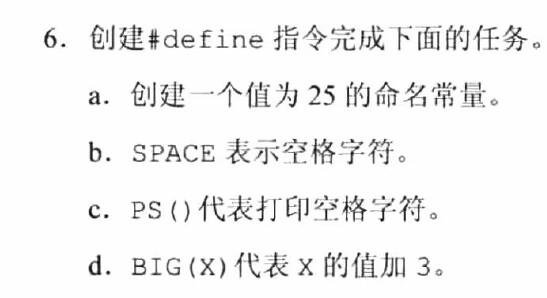 6. 创建#define 指令完成下面的任务。
a. 创建一个值为 25 的命名常量。
b. SPACE 表示空格字符。
c. PS()代表打印空格字符。
d. BIG(X)代表 X 的值加 3。